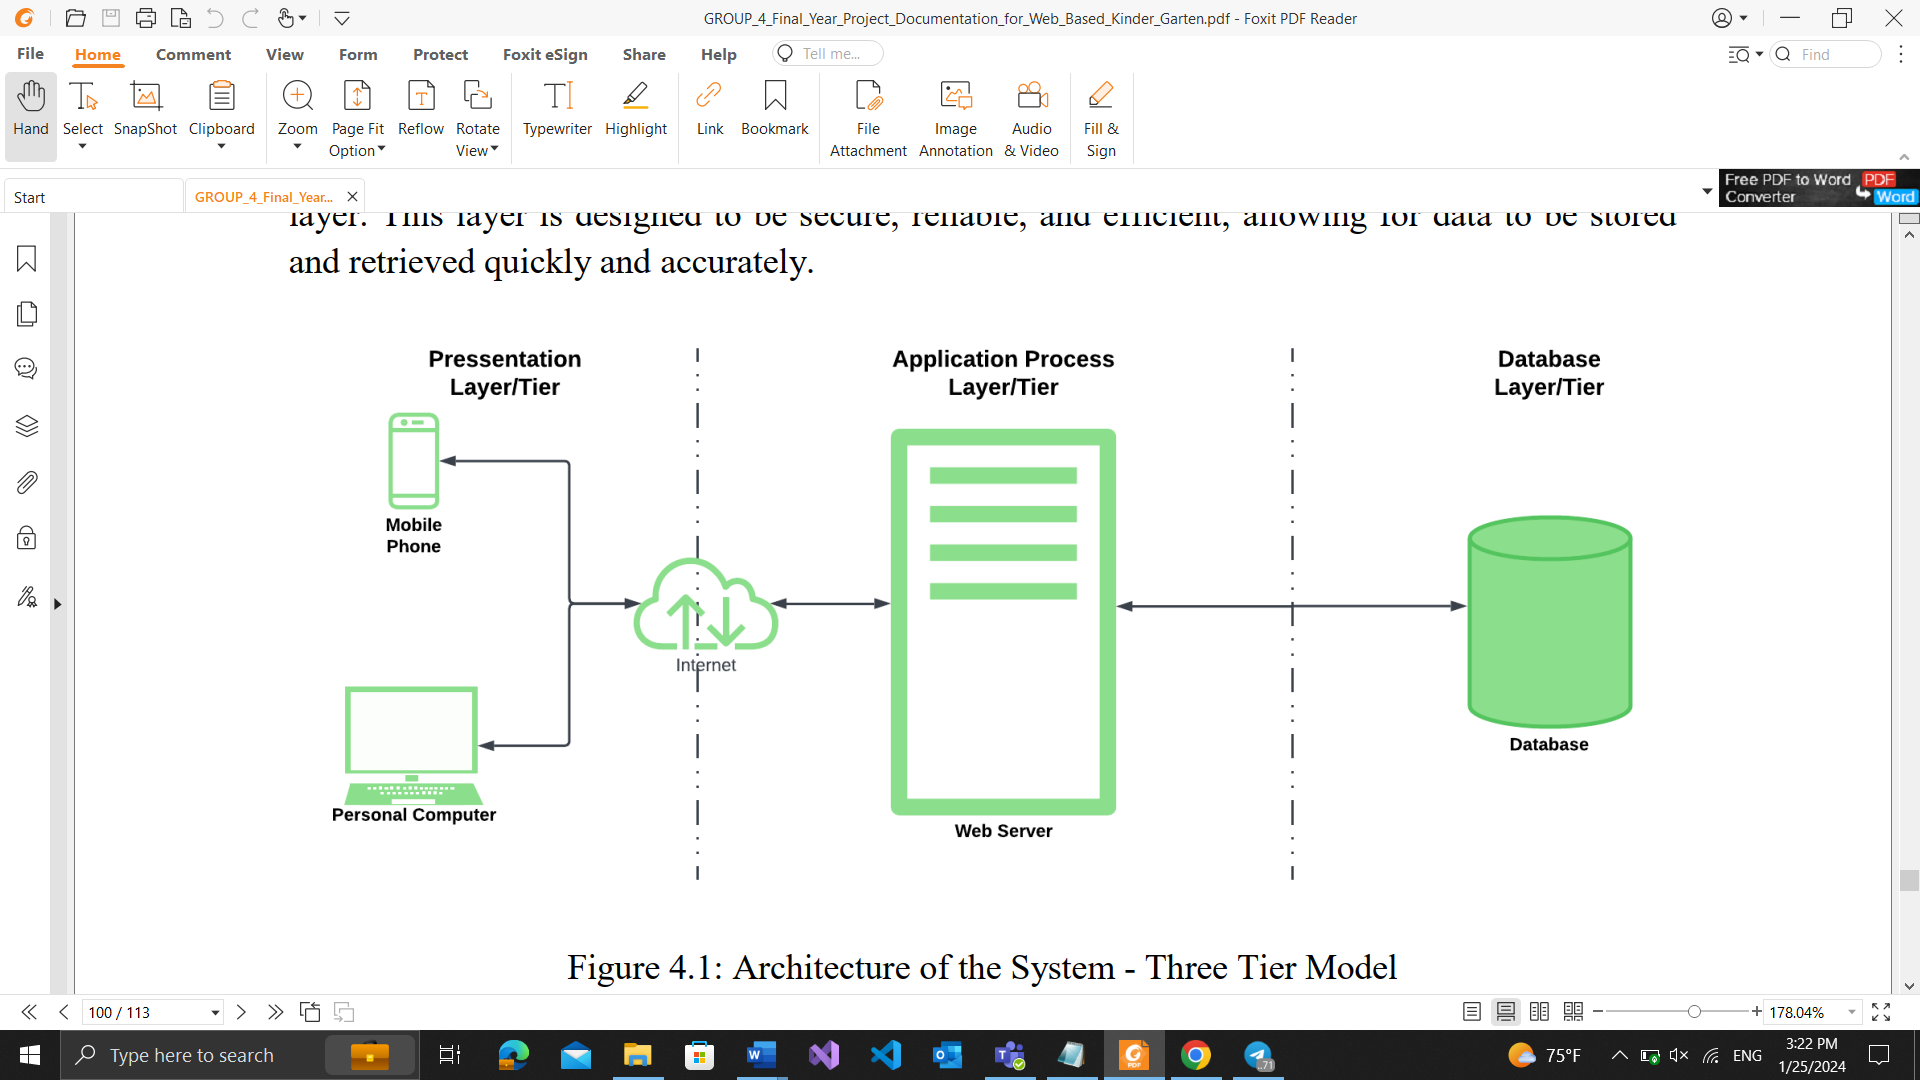 GROUP_4_Final_Year_Project_Documentation_for_Web_Based_Kinder_Garten.pdf - Foxit PDF Reader
File Home Comment View Form Protect Foxit eSign Share Help Tell me... Find
Hand Select SnapShot Clipboard Zoom Page Fit Option Reflow Rotate View Typewriter Highlight Link Bookmark File Attachment Image Annotation Audio & Video Fill & Sign
Start GROUP_4_Final_Year...
Free PDF to Word Converter PDF Word
layer. This layer is designed to be secure, reliable, and efficient, allowing for data to be stored
and retrieved quickly and accurately.
Pressentation
Layer/Tier
Application Process
Layer/Tier
Database
Layer/Tier
Mobile
Phone
Internet
Personal Computer
Web Server
Database
Figure 4.1: Architecture of the System - Three Tier Model
100 / 113
178.04%
Type here to search
75°F
ENG
3:22 PM
1/25/2024
..71
PDF